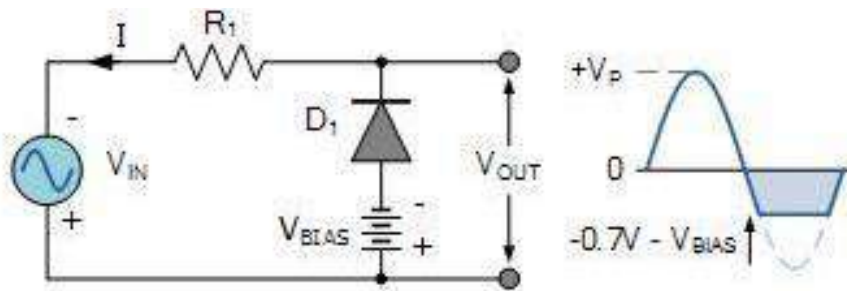 I
R1
+VP
-
D1
VIN
VOUT
0
-
+
VBIAS
+
-0.7V - VBIAS